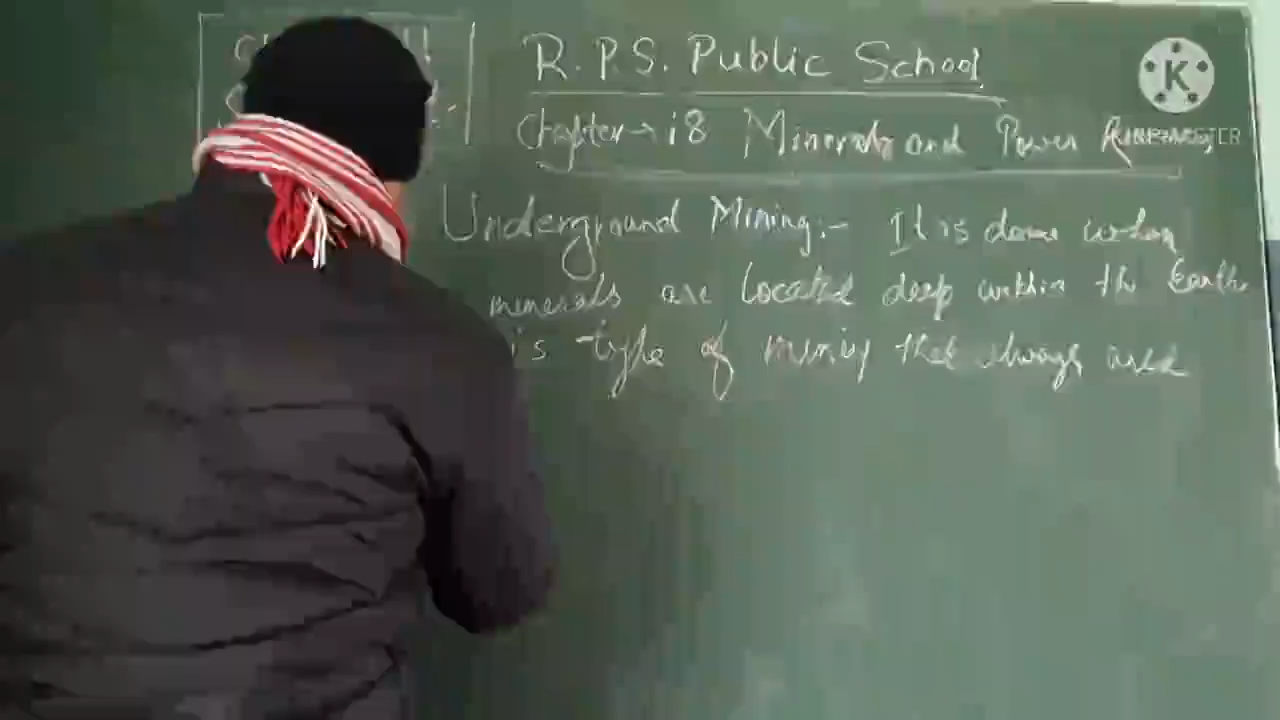 R.P.S. Public School
Chapter→18 Minerals and Power
K
Underground Mining:- It is done when
minerals are located deep within the Earth
is type of mining that always used